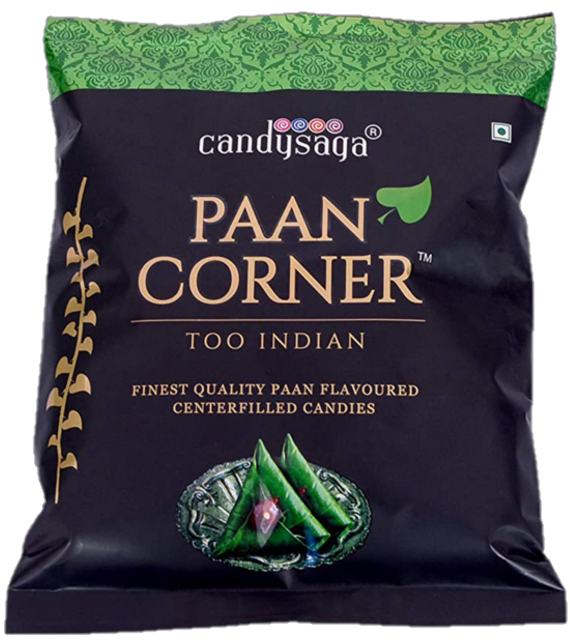 candysaga®
PAAN
CORNER™
TOO INDIAN
FINEST QUALITY PAAN FLAVOURED
CENTERFILLED CANDIES